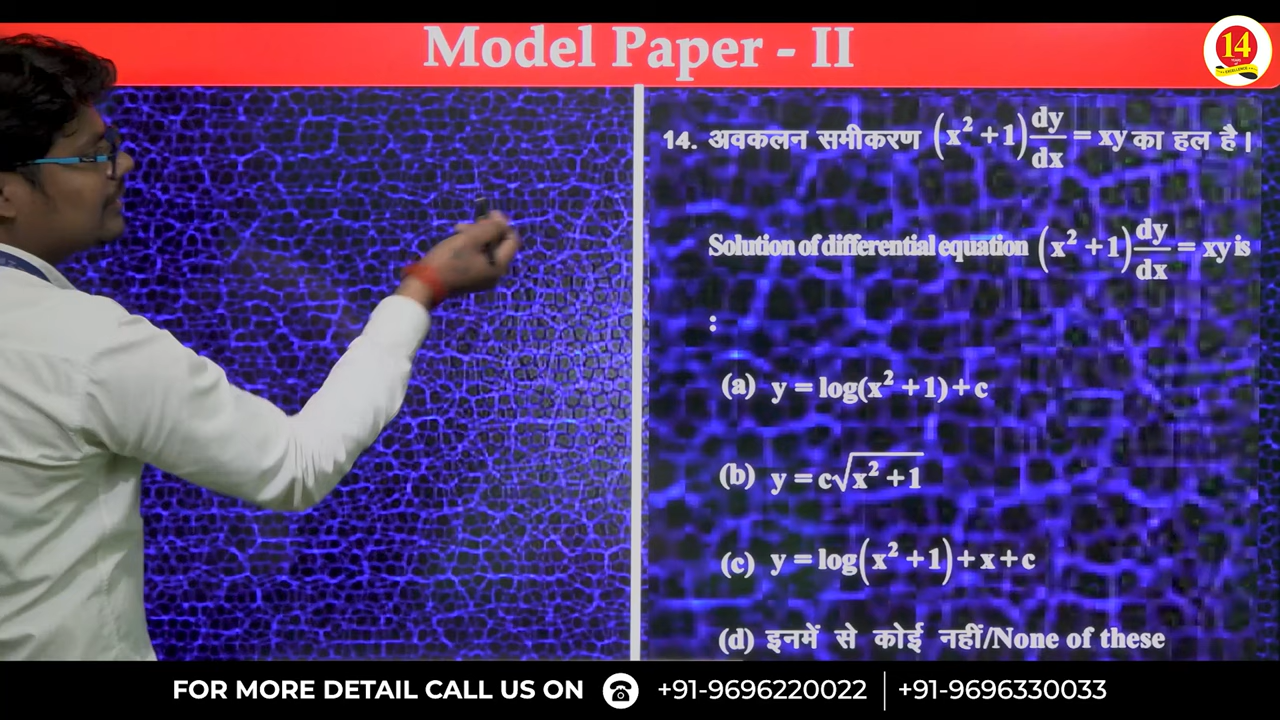 Model Paper - II
14
YEARS
EXCELLENCE
14. अवकलन समीकरण (x² + 1) dy/dx = xy का हल है।
Solution of differential equation (x² + 1) dy/dx = xy is
:
(a) y = log(x² + 1) + c
(b) y = c√(x² + 1)
(c) y = log(x² + 1) + x + c
(d) इनमें से कोई नहीं/None of these
FOR MORE DETAIL CALL US ON +91-9696220022 | +91-9696330033